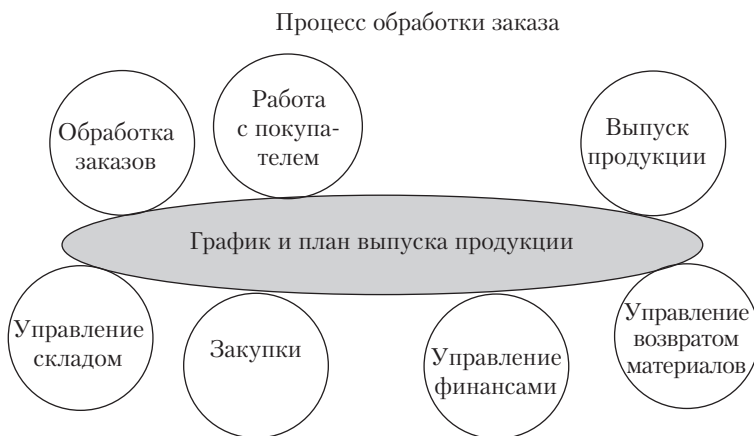 Процесс обработки заказа
Обработка
заказов
Работа
с покупа-
телем
Выпуск
продукции
График и план выпуска продукции
Управление
складом
Закупки
Управление
финансами
Управление
возвратом
материалов